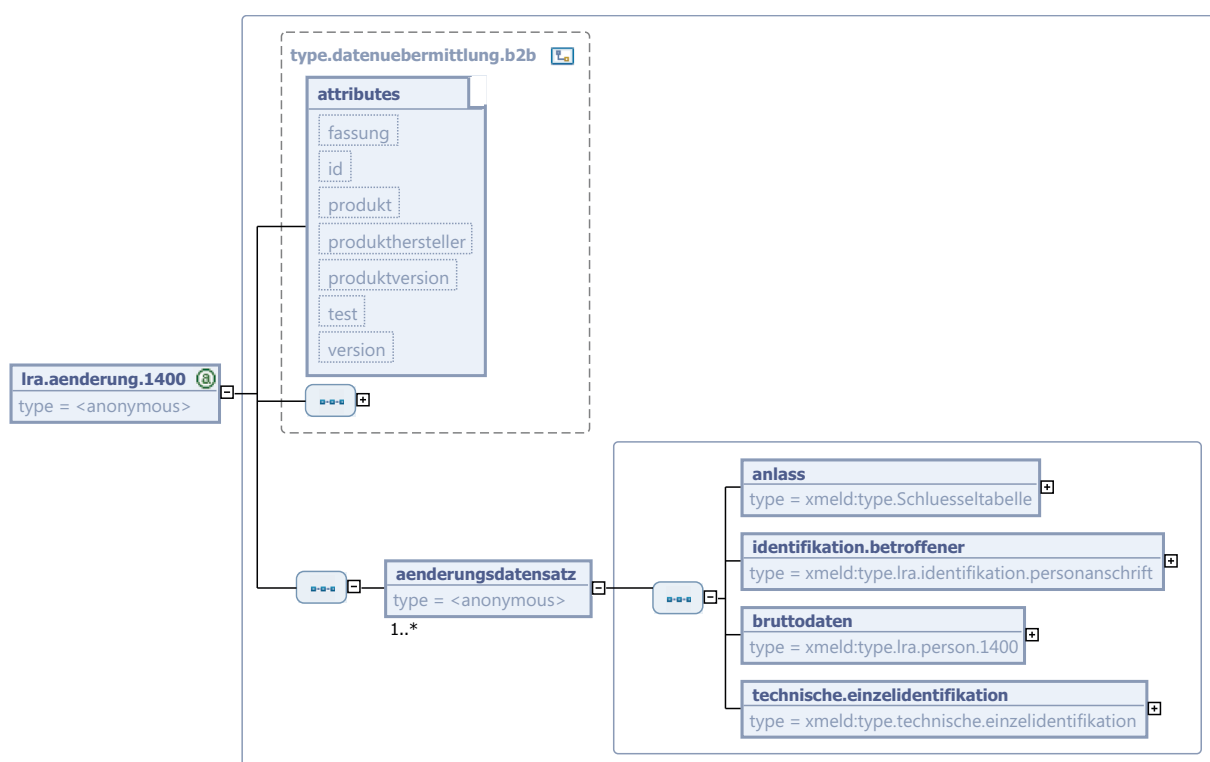 type.datenuebermittlung.b2b
attributes
fassung
id
produkt
produkthersteller
produktversion
test
version
lra.aenderung.1400 a
type = <anonymous>
aenderungsdatensatz
type = <anonymous>
1..*
anlass
type = xmeld:type.Schluesseltabelle
identifikation.betroffener
type = xmeld:type.lra.identifikation.personanschrift
bruttodaten
type = xmeld:type.lra.person.1400
technische.einzelidentifikation
type = xmeld:type.technische.einzelidentifikation